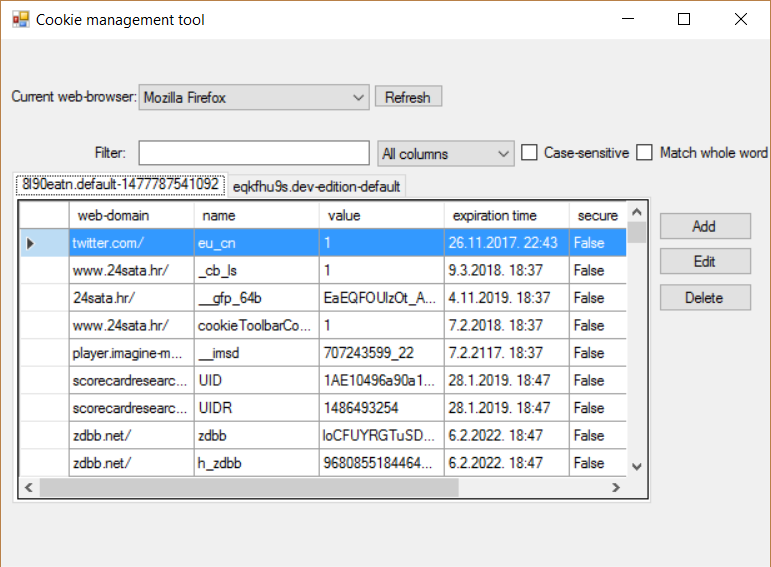 Cookie management tool
Current web-browser: Mozilla Firefox Refresh
Filter: All columns Case-sensitive Match whole word
8l90eatn.default-1477787541092 eqkfhu9s.dev-edition-default
web-domain name value expiration time secure
twitter.com/ eu_cn 1 26.11.2017. 22:43 False
www.24sata.hr/ _cb_ls 1 9.3.2018. 18:37 False
24sata.hr/ __gfp_64b EaEQFOUlzOt_A... 4.11.2019. 18:37 False
www.24sata.hr/ cookieToolbarCo... 1 7.2.2018. 18:37 False
player.imagine-m... __imsd 707243599_22 7.2.2117. 18:37 False
scorecardresearc... UID 1AE10496a90a1... 28.1.2019. 18:47 False
scorecardresearc... UIDR 1486493254 28.1.2019. 18:47 False
zdbb.net/ zdbb loCFUYRGTuSD... 6.2.2022. 18:47 False
zdbb.net/ h_zdbb 9680855184464... 6.2.2022. 18:47 False
Add
Edit
Delete